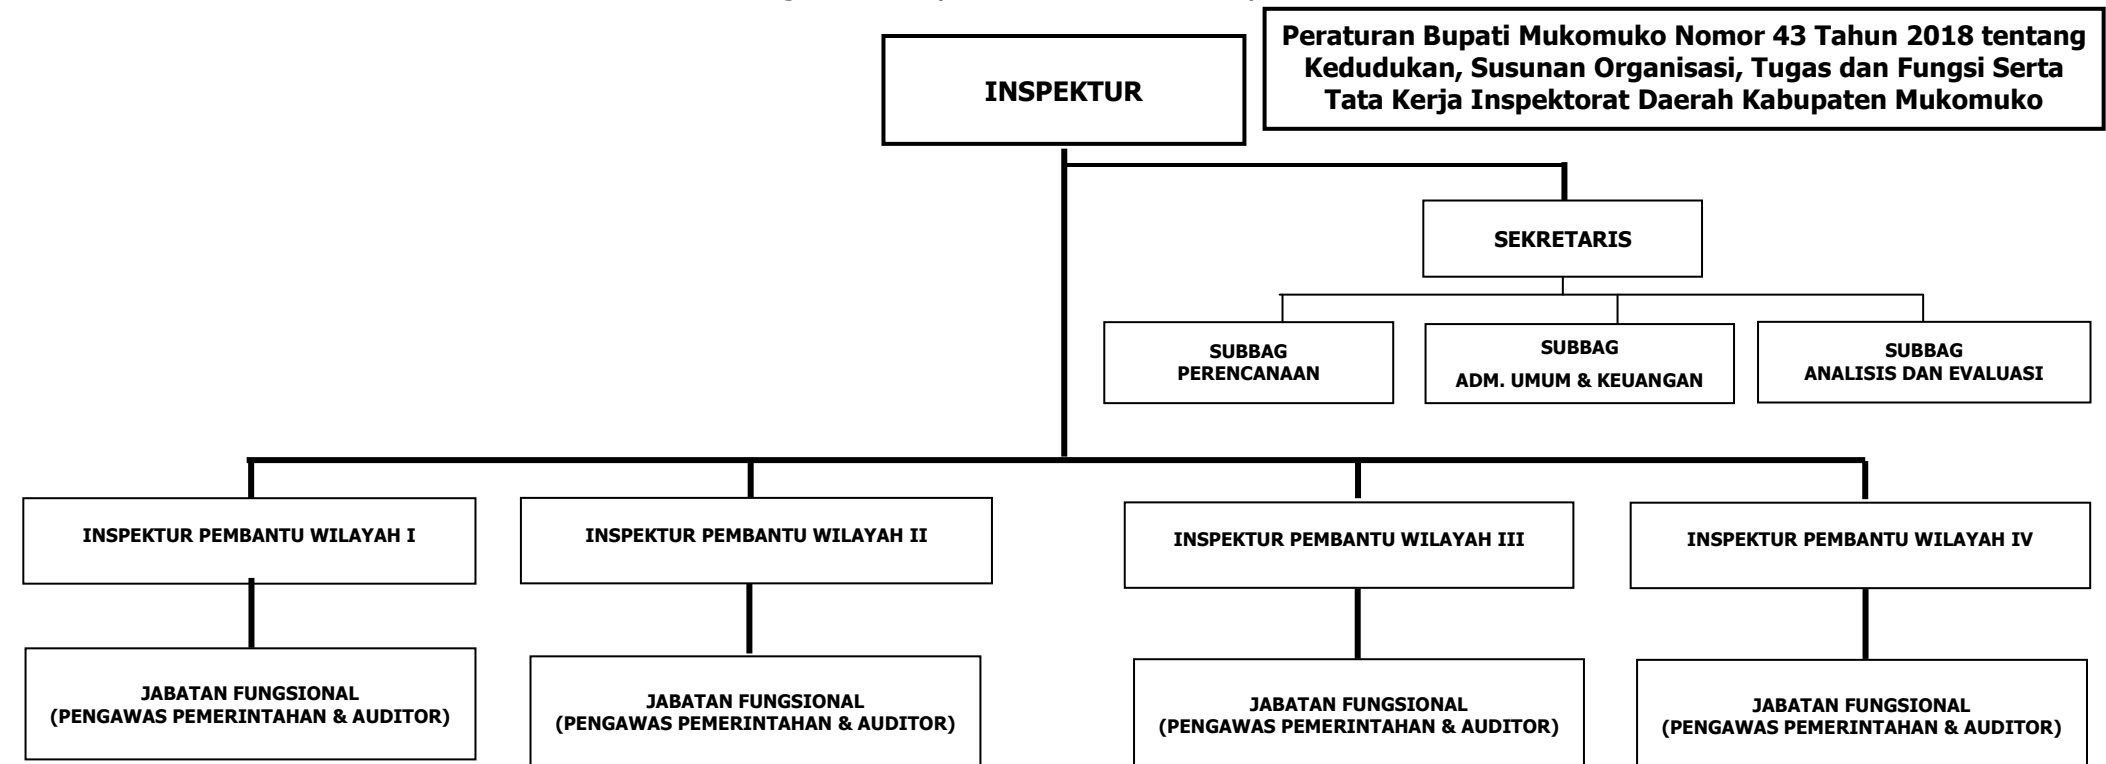 INSPEKTUR
Peraturan Bupati Mukomuko Nomor 43 Tahun 2018 tentang
Kedudukan, Susunan Organisasi, Tugas dan Fungsi Serta
Tata Kerja Inspektorat Daerah Kabupaten Mukomuko
SEKRETARIS
SUBBAG
PERENCANAAN
SUBBAG
ADM. UMUM & KEUANGAN
SUBBAG
ANALISIS DAN EVALUASI
INSPEKTUR PEMBANTU WILAYAH I
INSPEKTUR PEMBANTU WILAYAH II
INSPEKTUR PEMBANTU WILAYAH III
INSPEKTUR PEMBANTU WILAYAH IV
JABATAN FUNGSIONAL
(PENGAWAS PEMERINTAHAN & AUDITOR)
JABATAN FUNGSIONAL
(PENGAWAS PEMERINTAHAN & AUDITOR)
JABATAN FUNGSIONAL
(PENGAWAS PEMERINTAHAN & AUDITOR)
JABATAN FUNGSIONAL
(PENGAWAS PEMERINTAHAN & AUDITOR)